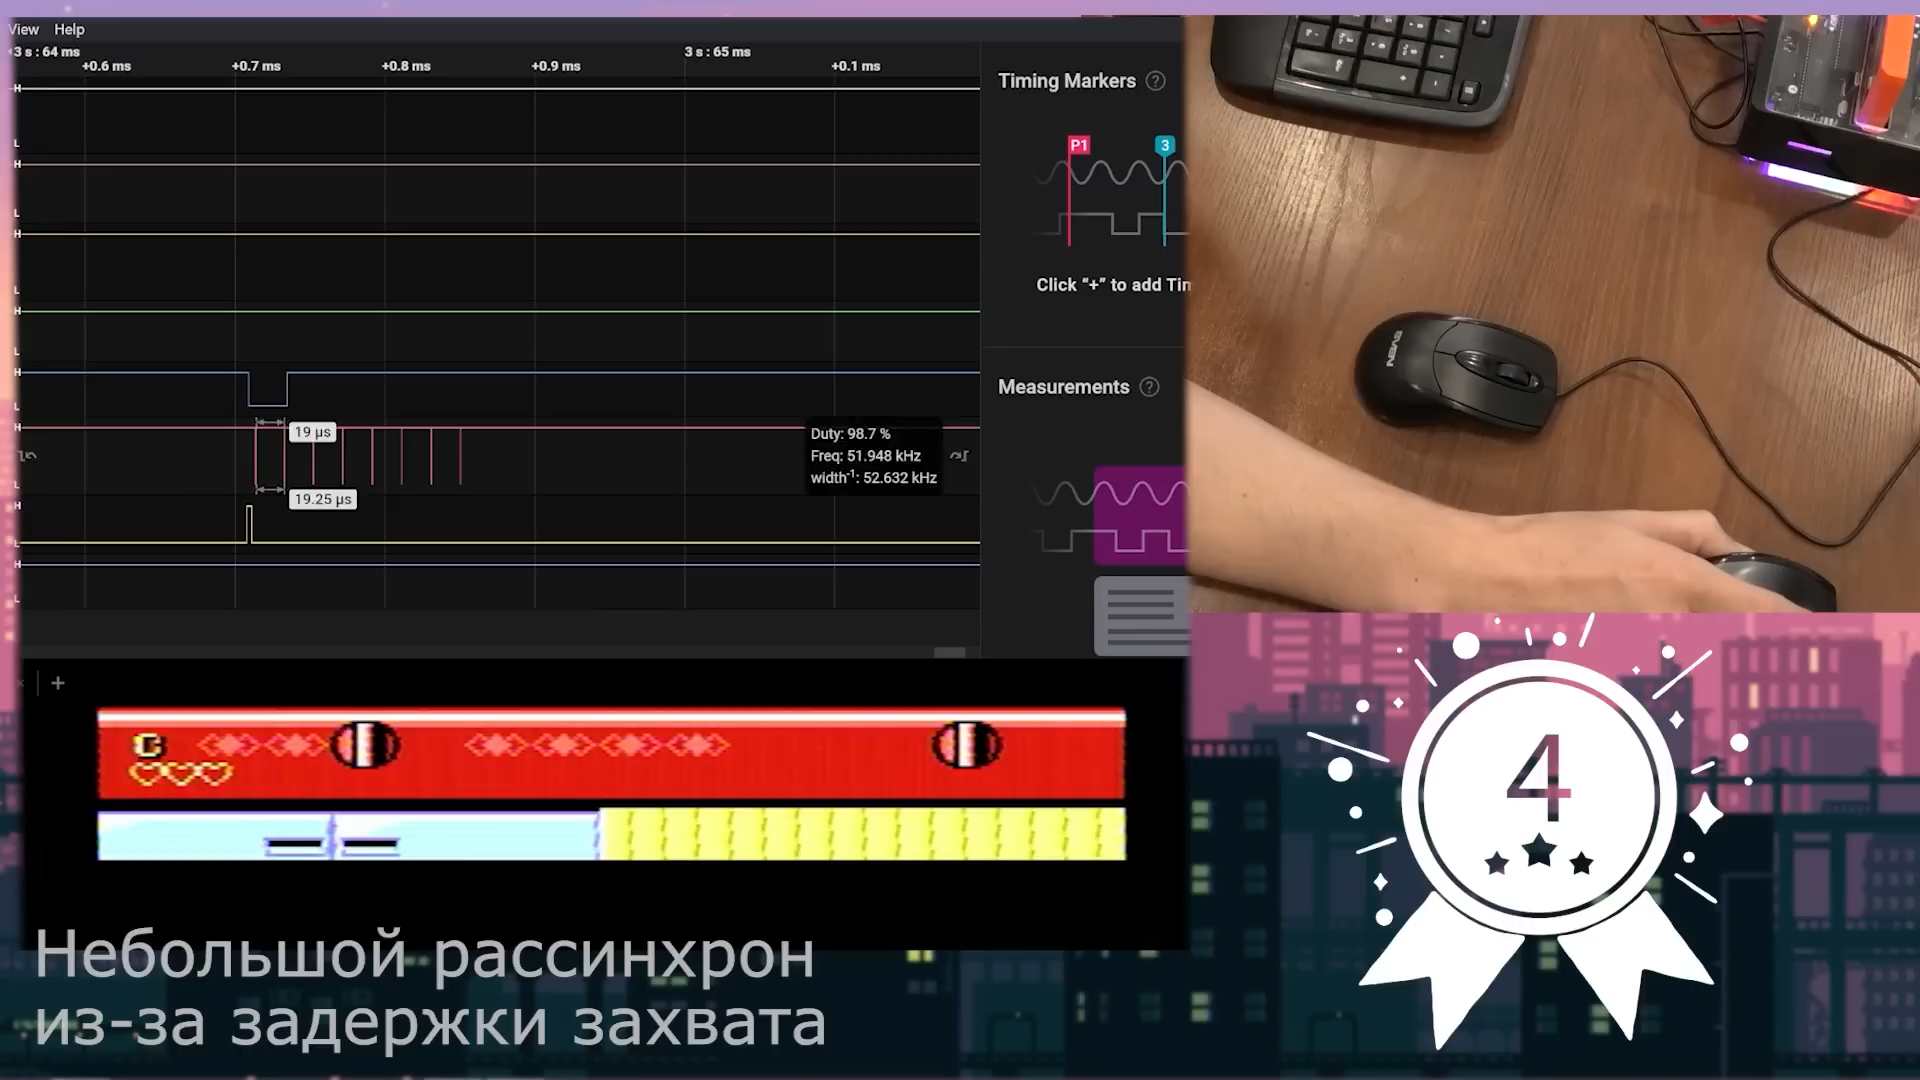 View Help
3 s : 64 ms
3 s : 65 ms
+0.6 ms +0.7 ms +0.8 ms +0.9 ms +0.1 ms
Timing Markers ?
P1 3
Click “+” to add Tim
Measurements ?
H
L
H
L
H
L
H
L
H
L
H
L
H
L
H
L
19 μs
19.25 μs
Duty: 98.7 %
Freq: 51.948 kHz
width-1: 52.632 kHz
+
C
SVEN
4
Небольшой рассинхрон
из-за задержки захвата